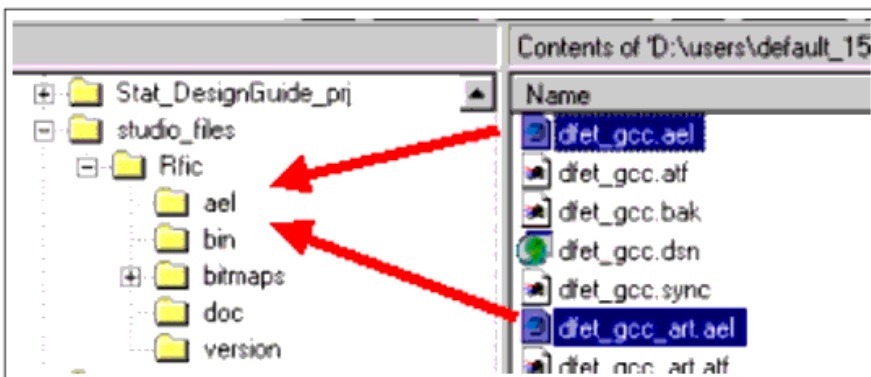 Contents of 'D:\users\default_15
Stat_DesignGuide_prj
studio_files
Rfic
ael
bin
bitmaps
doc
version
Name
dfet_gcc.ael
dfet_gcc.atf
dfet_gcc.bak
dfet_gcc.dsn
dfet_gcc.sync
dfet_gcc_art.ael
dfet_gcc_art.atf